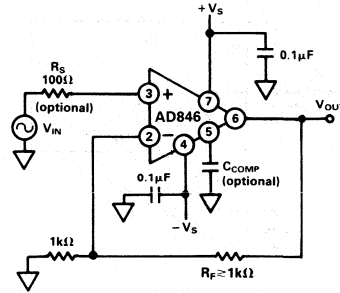 +VS
0.1µF
RS
100Ω
(optional)
3
+
7
AD846
6
VOUT
VIN
2
−
5
4
CCOMP
(optional)
0.1µF
−VS
1kΩ
RF ≥1kΩ